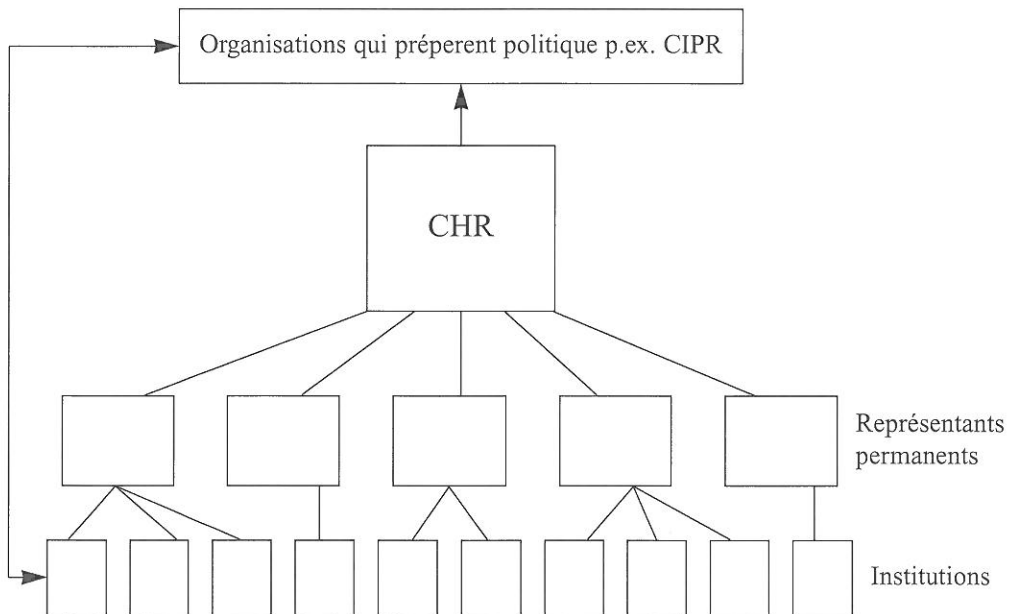 Organisations qui préperent politique p.ex. CIPR
CHR
Représentants
permanents
Institutions